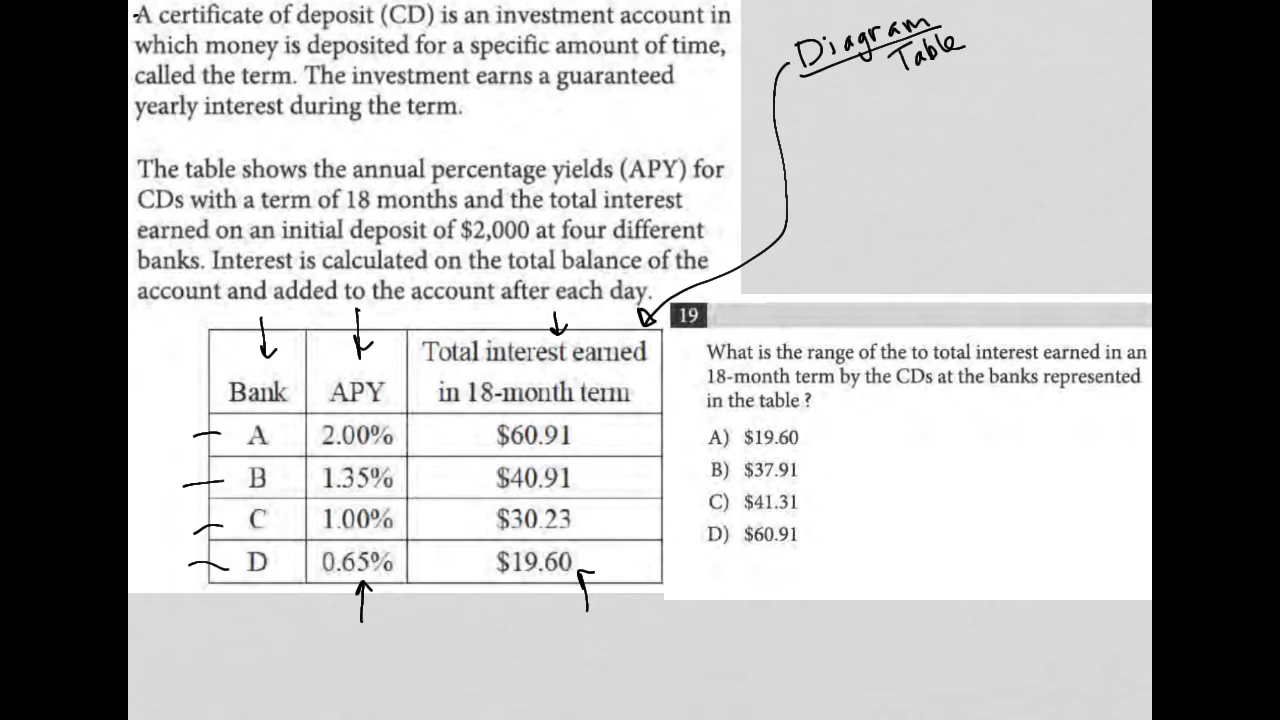 A certificate of deposit (CD) is an investment account in
which money is deposited for a specific amount of time,
called the term. The investment earns a guaranteed
yearly interest during the term.
The table shows the annual percentage yields (APY) for
CDs with a term of 18 months and the total interest
earned on an initial deposit of $2,000 at four different
banks. Interest is calculated on the total balance of the
account and added to the account after each day.
Diagram
Table
Bank APY Total interest earned
in 18-month term
A 2.00% $60.91
B 1.35% $40.91
C 1.00% $30.23
D 0.65% $19.60
19
What is the range of the to total interest earned in an
18-month term by the CDs at the banks represented
in the table ?
A) $19.60
B) $37.91
C) $41.31
D) $60.91